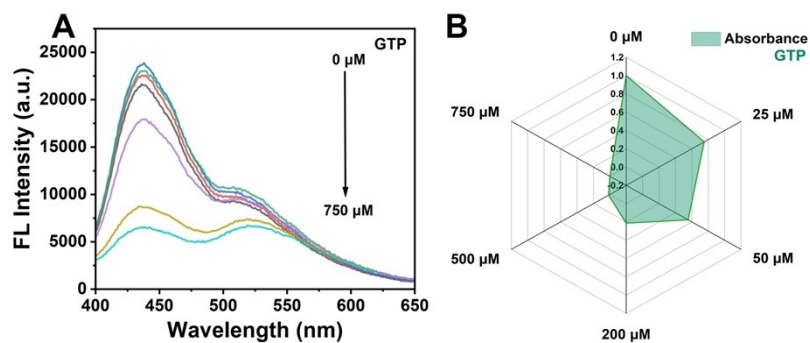 A
GTP
0 μM
750 μM
FL Intensity (a.u.)
25000
20000
15000
10000
5000
0
400
450
500
550
600
650
Wavelength (nm)
B
Absorbance
GTP
0 μM
25 μM
50 μM
200 μM
500 μM
750 μM
1.2
1.0
0.8
0.6
0.4
0.2
0.0
-0.2